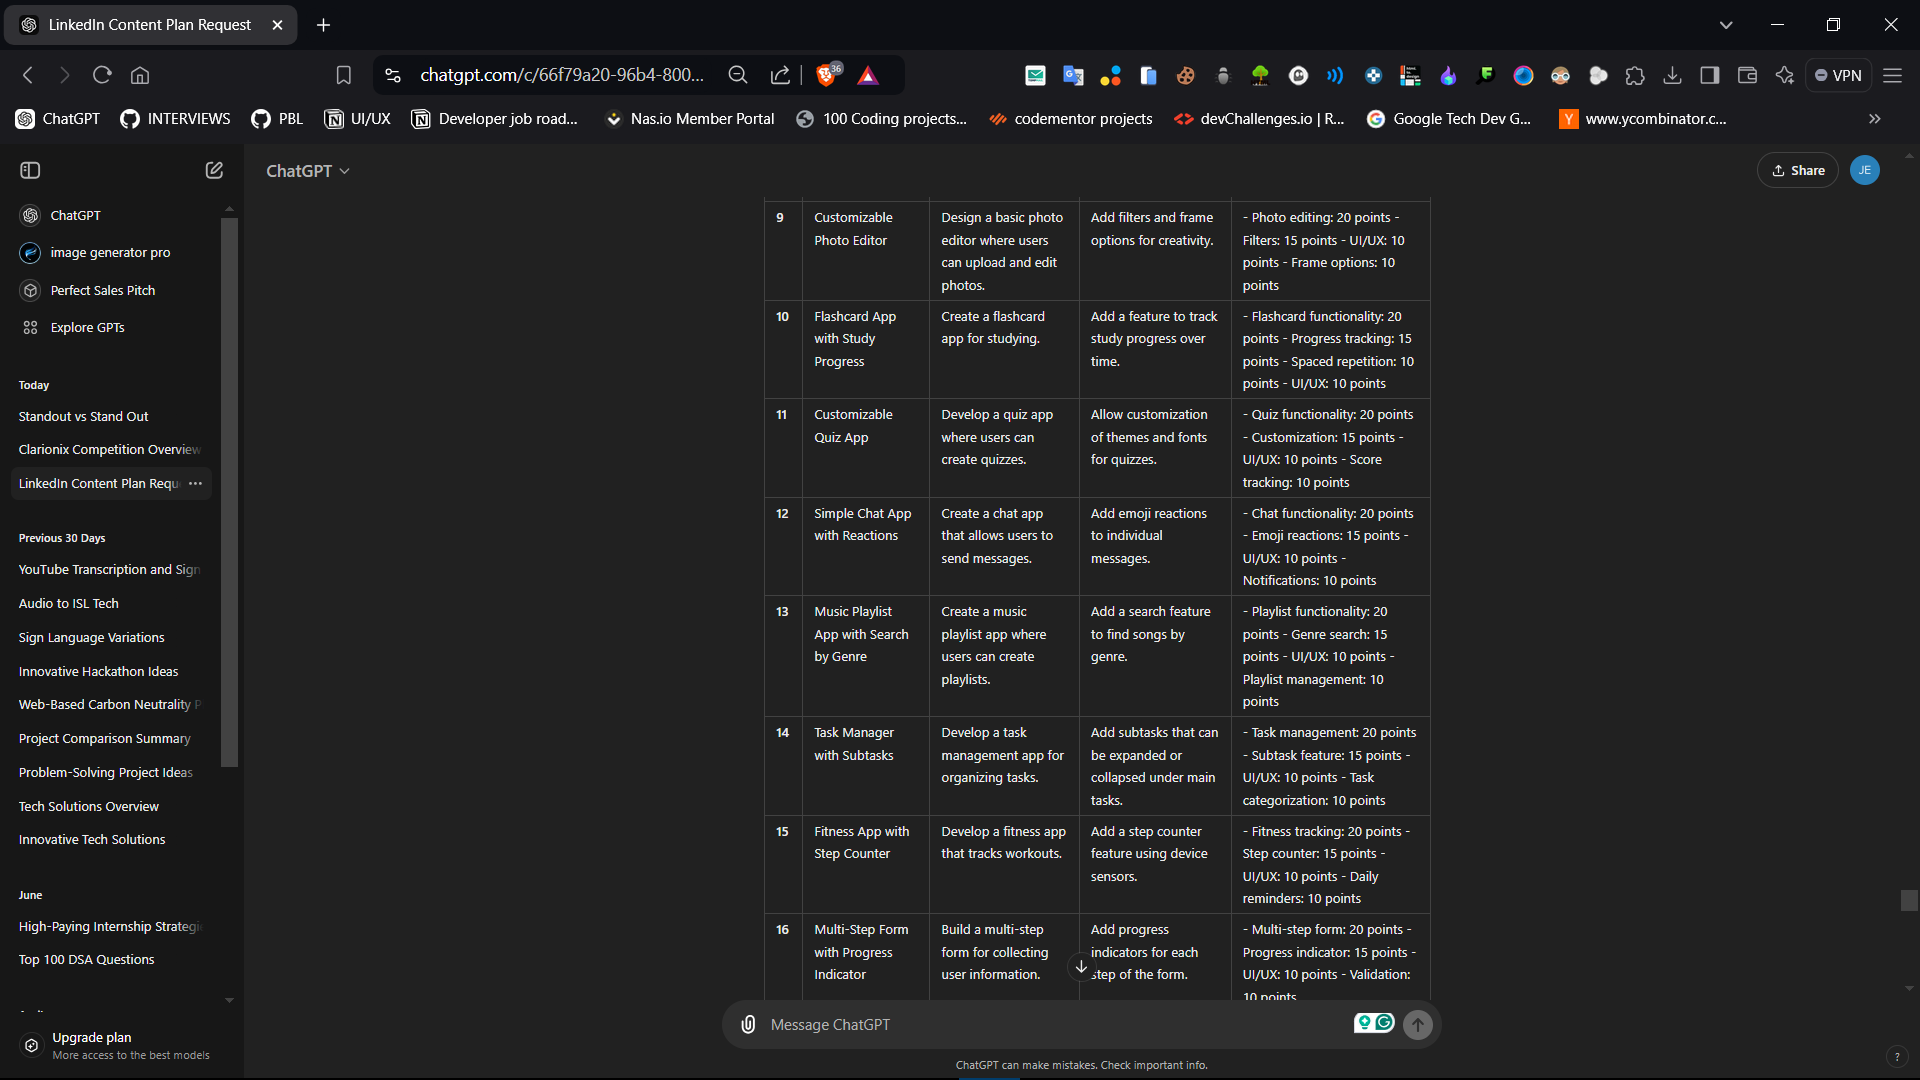 LinkedIn Content Plan Request
chatgpt.com/c/66f79a20-96b4-800...
36
VPN
ChatGPT
INTERVIEWS
PBL
UI/UX
Developer job road...
Nas.io Member Portal
100 Coding projects...
codementor projects
devChallenges.io | R...
Google Tech Dev G...
www.ycombinator.c...
ChatGPT
image generator pro
Perfect Sales Pitch
Explore GPTs
Today
Standout vs Stand Out
Clarionix Competition Overview
LinkedIn Content Plan Requ
Previous 30 Days
YouTube Transcription and Sign
Audio to ISL Tech
Sign Language Variations
Innovative Hackathon Ideas
Web-Based Carbon Neutrality P
Project Comparison Summary
Problem-Solving Project Ideas
Tech Solutions Overview
Innovative Tech Solutions
June
High-Paying Internship Strategi
Top 100 DSA Questions
Upgrade plan
More access to the best models
ChatGPT
Share
JE
9
Customizable
Photo Editor
Design a basic photo
editor where users
can upload and edit
photos.
Add filters and frame
options for creativity.
- Photo editing: 20 points -
Filters: 15 points - UI/UX: 10
points - Frame options: 10
points
10
Flashcard App
with Study
Progress
Create a flashcard
app for studying.
Add a feature to track
study progress over
time.
- Flashcard functionality: 20
points - Progress tracking: 15
points - Spaced repetition: 10
points - UI/UX: 10 points
11
Customizable
Quiz App
Develop a quiz app
where users can
create quizzes.
Allow customization
of themes and fonts
for quizzes.
- Quiz functionality: 20 points
- Customization: 15 points -
UI/UX: 10 points - Score
tracking: 10 points
12
Simple Chat App
with Reactions
Create a chat app
that allows users to
send messages.
Add emoji reactions
to individual
messages.
- Chat functionality: 20 points
- Emoji reactions: 15 points -
UI/UX: 10 points -
Notifications: 10 points
13
Music Playlist
App with Search
by Genre
Create a music
playlist app where
users can create
playlists.
Add a search feature
to find songs by
genre.
- Playlist functionality: 20
points - Genre search: 15
points - UI/UX: 10 points -
Playlist management: 10
points
14
Task Manager
with Subtasks
Develop a task
management app for
organizing tasks.
Add subtasks that can
be expanded or
collapsed under main
tasks.
- Task management: 20 points
- Subtask feature: 15 points -
UI/UX: 10 points - Task
categorization: 10 points
15
Fitness App with
Step Counter
Develop a fitness app
that tracks workouts.
Add a step counter
feature using device
sensors.
- Fitness tracking: 20 points -
Step counter: 15 points -
UI/UX: 10 points - Daily
reminders: 10 points
16
Multi-Step Form
with Progress
Indicator
Build a multi-step
form for collecting
user information.
Add progress
indicators for each
step of the form.
- Multi-step form: 20 points -
Progress indicator: 15 points -
UI/UX: 10 points - Validation:
10 points
Message ChatGPT
ChatGPT can make mistakes. Check important info.
?